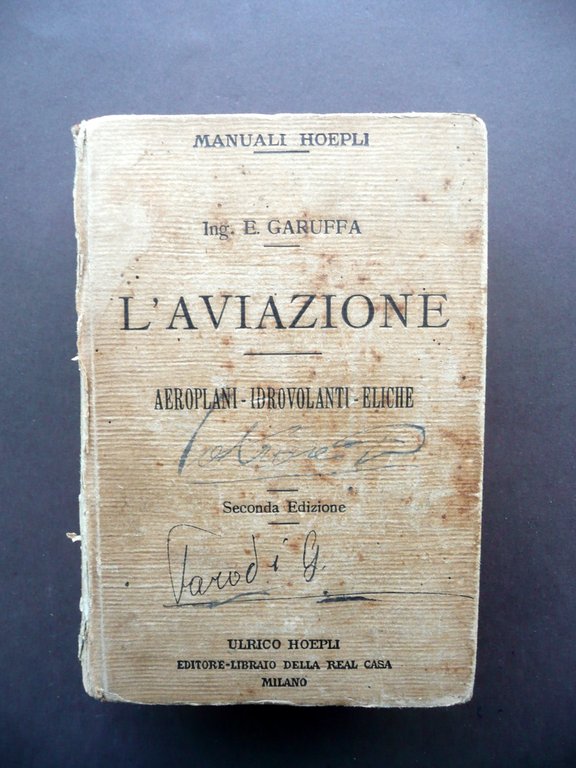 MANUALI HOEPLI
Ing. E. GARUFFA
L'AVIAZIONE
AEROPLANI - IDROVOLANTI - ELICHE
Seconda Edizione
G.
ULRICO HOEPLI
EDITORE-LIBRAIO DELLA REAL CASA
MILANO